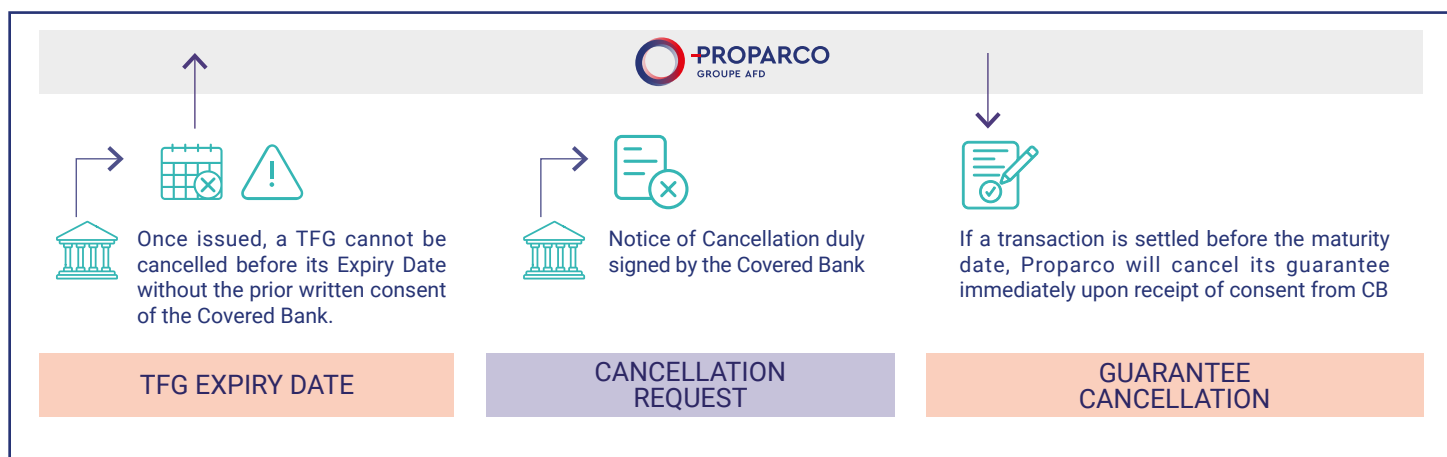 PROPARCO
GROUPE AFD
Once issued, a TFG cannot be
cancelled before its Expiry Date
without the prior written consent
of the Covered Bank.
TFG EXPIRY DATE
Notice of Cancellation duly
signed by the Covered Bank
CANCELLATION
REQUEST
If a transaction is settled before the maturity
date, Proparco will cancel its guarantee
immediately upon receipt of consent from CB
GUARANTEE
CANCELLATION